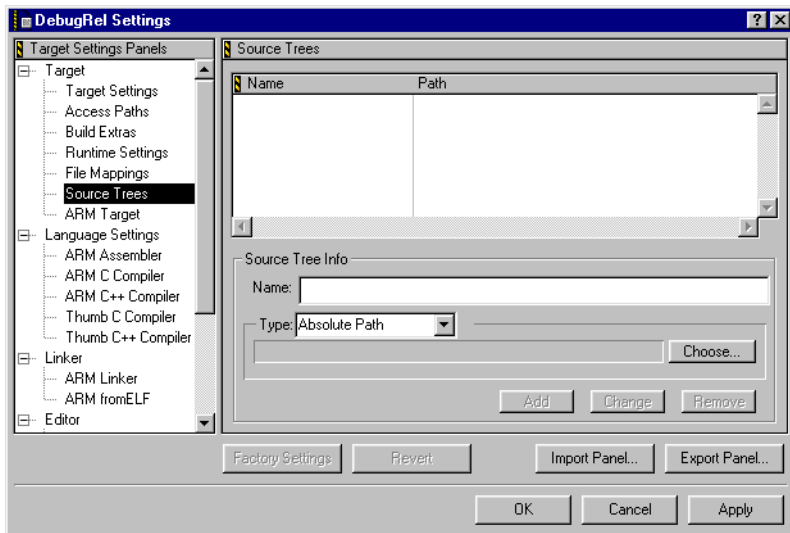 DebugRel Settings
Target Settings Panels
Target
Target Settings
Access Paths
Build Extras
Runtime Settings
File Mappings
Source Trees
ARM Target
Language Settings
ARM Assembler
ARM C Compiler
ARM C++ Compiler
Thumb C Compiler
Thumb C++ Compiler
Linker
ARM Linker
ARM fromELF
Editor
Source Trees
Name Path
Source Tree Info
Name:
Type: Absolute Path
Choose...
Add Change Remove
Factory Settings Revert Import Panel... Export Panel...
OK Cancel Apply